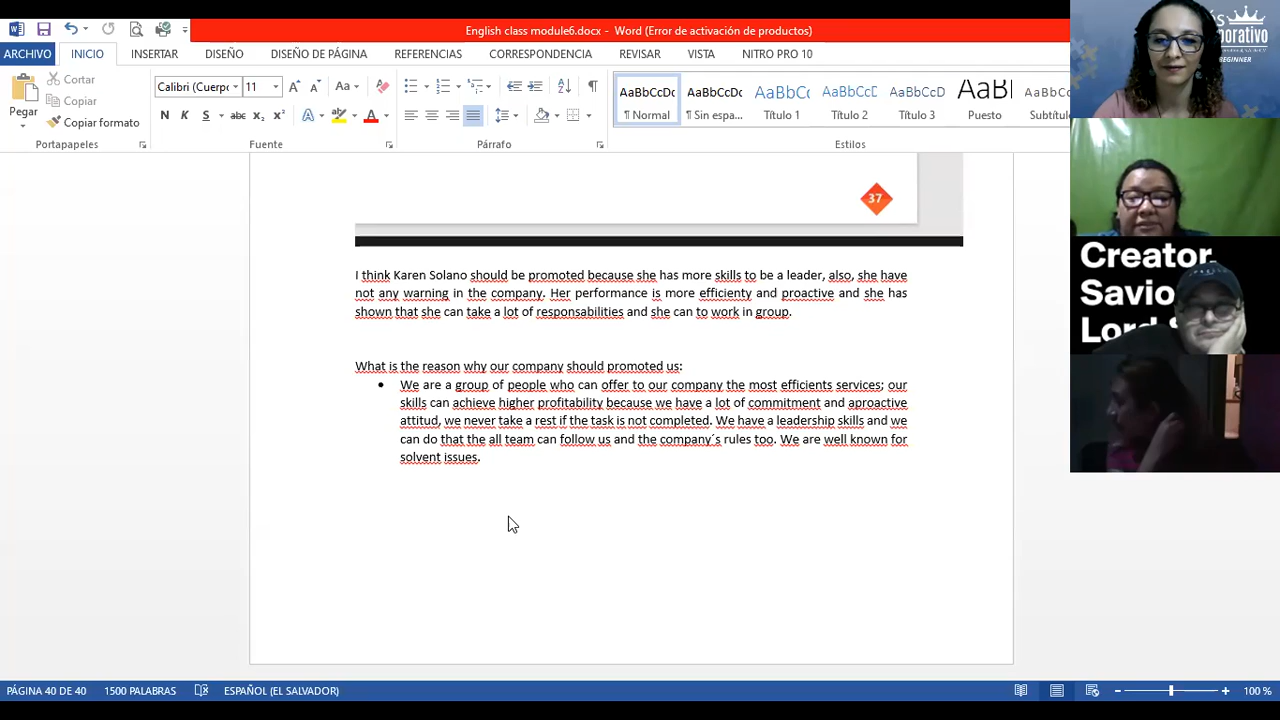 English class module6.docx - Word (Error de activación de productos)
ARCHIVO INICIO INSERTAR DISEÑO DISEÑO DE PÁGINA REFERENCIAS CORRESPONDENCIA REVISAR VISTA NITRO PRO 10
Pegar
Cortar
Copiar
Copiar formato
Portapapeles
Calibri (Cuerpo 11
N K S abc x₂ x²
Fuente
Párrafo
AaBbCcDc AaBbCcDc AaBbCc AaBbCcD AaBbCcD AaBl AaBbCcD
¶ Normal ¶ Sin espa... Título 1 Título 2 Título 3 Puesto Subtítul
Estilos
BEGINNER
Creator
Savio
Lord
37
I think Karen Solano should be promoted because she has more skills to be a leader, also, she have
not any warning in the company. Her performance is more efficienty and proactive and she has
shown that she can take a lot of responsabilities and she can to work in group.
What is the reason why our company should promoted us:
• We are a group of people who can offer to our company the most efficients services; our
skills can achieve higher profitability because we have a lot of commitment and aproactive
attitud, we never take a rest if the task is not completed. We have a leadership skills and we
can do that the all team can follow us and the company´s rules too. We are well known for
solvent issues.
PÁGINA 40 DE 40 1500 PALABRAS ESPAÑOL (EL SALVADOR) 100 %